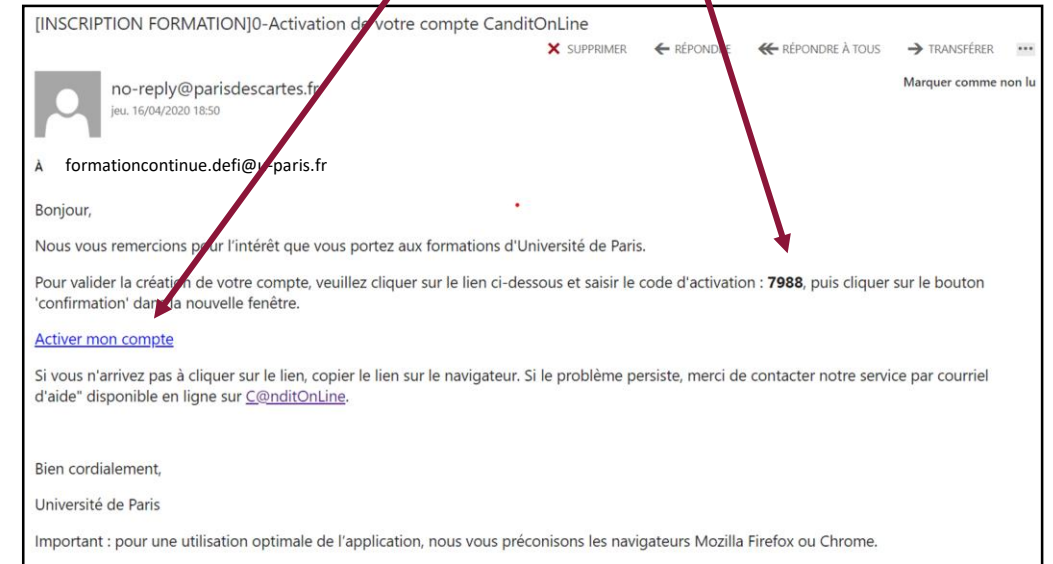 [INSCRIPTION FORMATION]0-Activation de votre compte CanditOnLine
SUPPRIMER RÉPONDRE RÉPONDRE À TOUS TRANSFÉRER ...
no-reply@parisdescartes.fr Marquer comme non lu
jeu. 16/04/2020 18:50
À formationcontinue.defi@u-paris.fr
Bonjour,
Nous vous remercions pour l'intérêt que vous portez aux formations d'Université de Paris.
Pour valider la création de votre compte, veuillez cliquer sur le lien ci-dessous et saisir le code d'activation : 7988, puis cliquer sur le bouton
'confirmation' dans la nouvelle fenêtre.
Activer mon compte
Si vous n'arrivez pas à cliquer sur le lien, copier le lien sur le navigateur. Si le problème persiste, merci de contacter notre service par courriel
d'aide" disponible en ligne sur C@nditOnLine.
Bien cordialement,
Université de Paris
Important : pour une utilisation optimale de l'application, nous vous préconisons les navigateurs Mozilla Firefox ou Chrome.